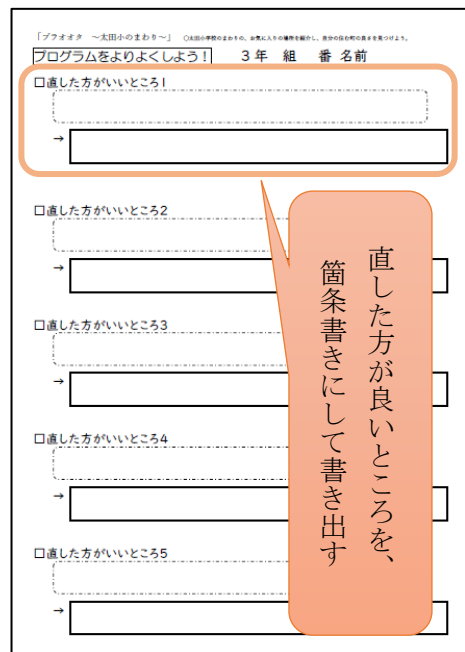 「ブラオオタ ～太田小のまわり～」 ○太田小学校のまわりの、お気に入りの場所を紹介し、自分の住む町の良さを見つけよう。
プログラムをよりよくしよう！ 3年 組 番 名前
□直した方がいいところ1
→
□直した方がいいところ2
→
□直した方がいいところ3
→
□直した方がいいところ4
→
□直した方がいいところ5
→
直した方が良いところを、
箇条書きにして書き出す